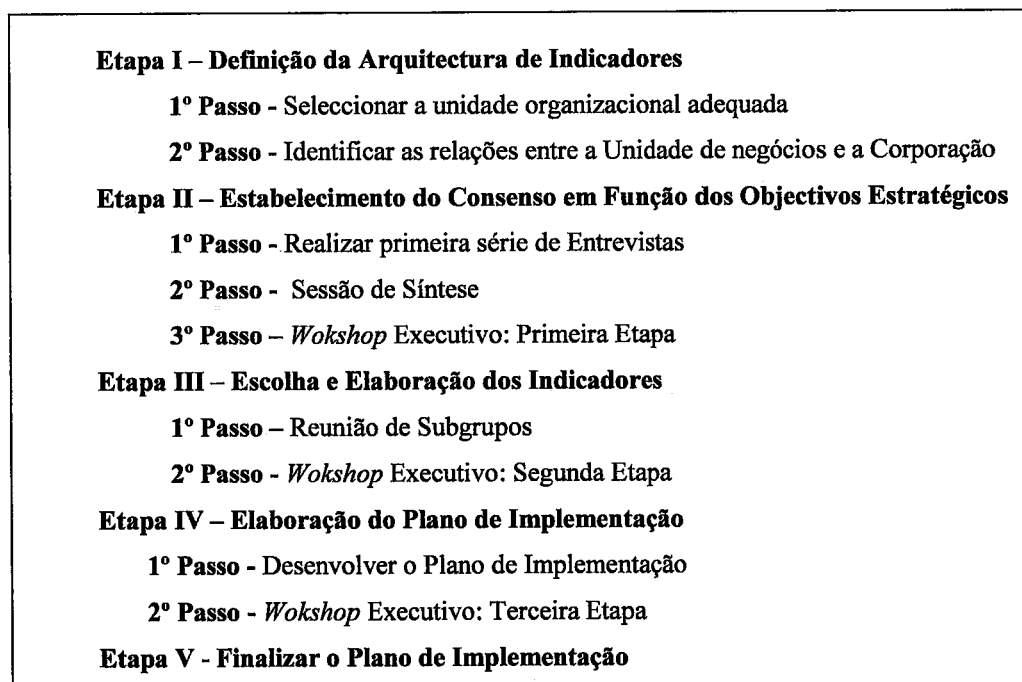 Etapa I – Definição da Arquitectura de Indicadores
1º Passo - Seleccionar a unidade organizacional adequada
2º Passo - Identificar as relações entre a Unidade de negócios e a Corporação
Etapa II – Estabelecimento do Consenso em Função dos Objectivos Estratégicos
1º Passo - Realizar primeira série de Entrevistas
2º Passo - Sessão de Síntese
3º Passo – Wokshop Executivo: Primeira Etapa
Etapa III – Escolha e Elaboração dos Indicadores
1º Passo – Reunião de Subgrupos
2º Passo - Wokshop Executivo: Segunda Etapa
Etapa IV – Elaboração do Plano de Implementação
1º Passo - Desenvolver o Plano de Implementação
2º Passo - Wokshop Executivo: Terceira Etapa
Etapa V - Finalizar o Plano de Implementação